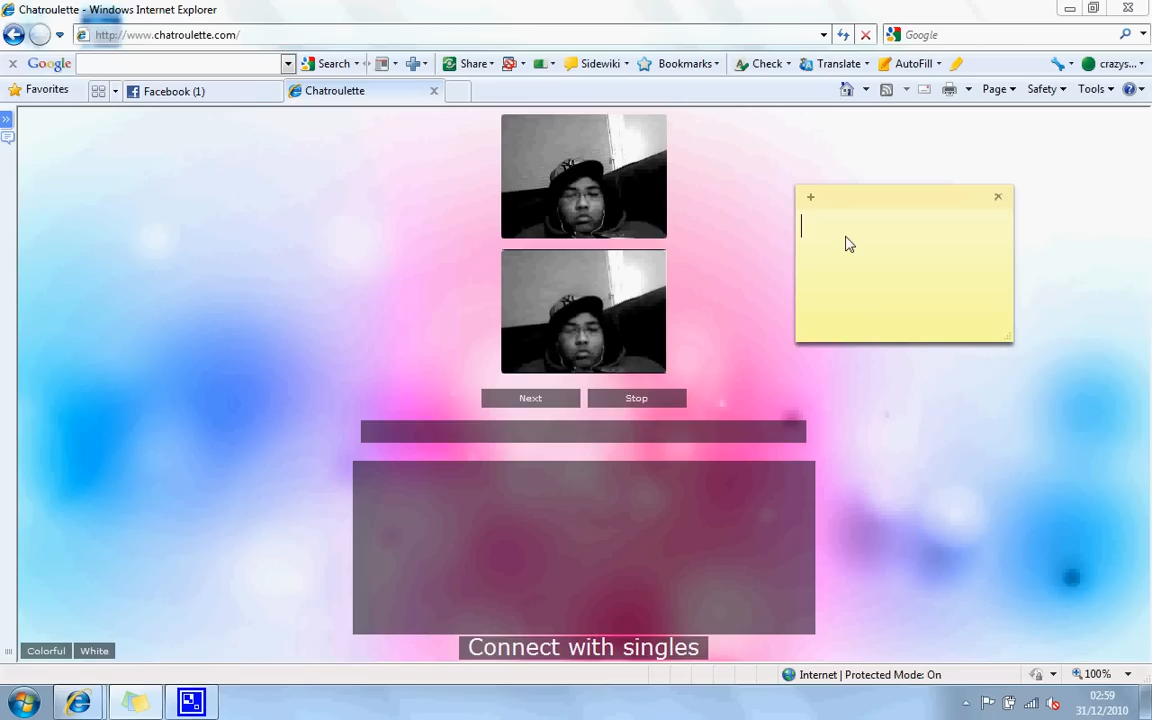 Chatroulette - Windows Internet Explorer
http://www.chatroulette.com/
Google
Google
Search
Share
Sidewiki
Bookmarks
Check
Translate
AutoFill
crazys...
Favorites
Facebook (1)
Chatroulette
Page
Safety
Tools
Next
Stop
Connect with singles
Colorful
White
Internet | Protected Mode: On
100%
02:59
31/12/2010